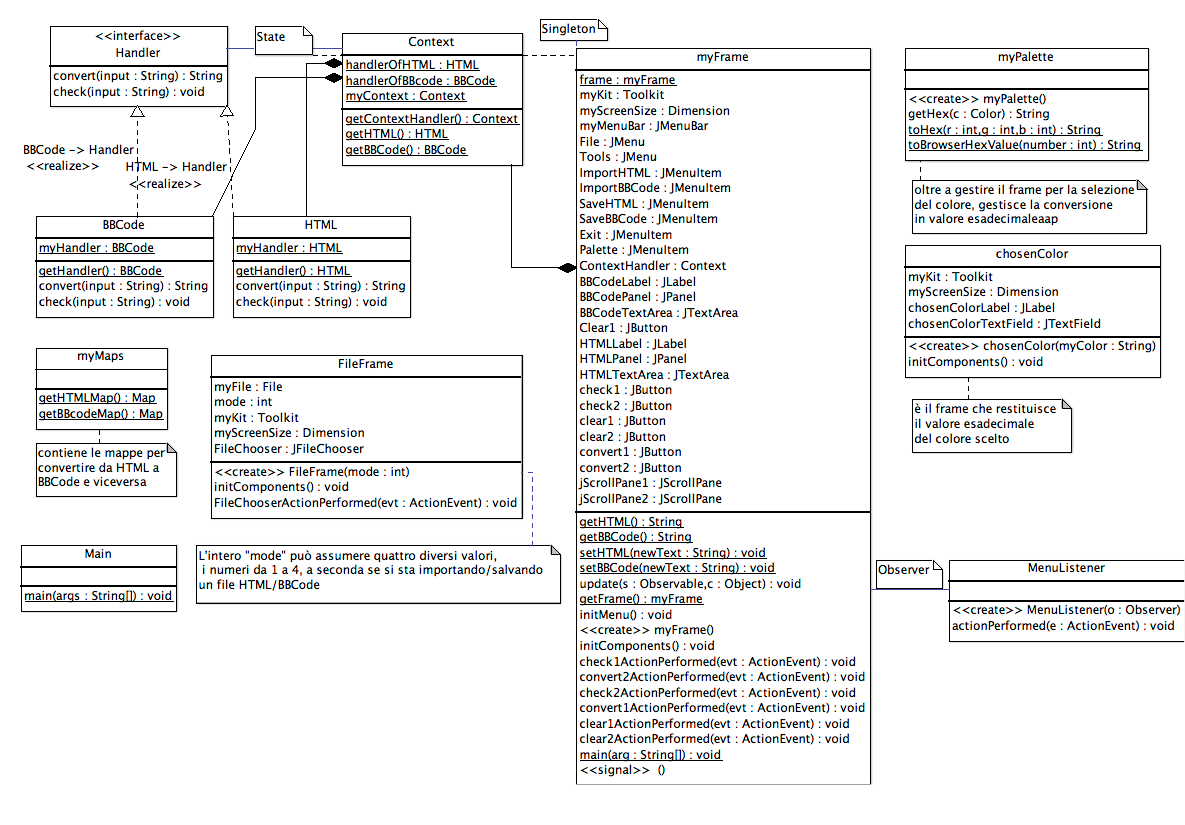 <<interface>>
Handler
convert(input : String) : String
check(input : String) : void
State
Context
handlerOfHTML : HTML
handlerOfBBcode : BBCode
myContext : Context
getContextHandler() : Context
getHTML() : HTML
getBBCode() : BBCode
Singleton
BBCode -> Handler
<<realize>>
HTML -> Handler
<<realize>>
BBCode
myHandler : BBCode
getHandler() : BBCode
convert(input : String) : String
check(input : String) : void
HTML
myHandler : HTML
getHandler() : HTML
convert(input : String) : String
check(input : String) : void
myFrame
frame : myFrame
myKit : Toolkit
myScreenSize : Dimension
myMenuBar : JMenuBar
File : JMenu
Tools : JMenu
ImportHTML : JMenuItem
ImportBBCode : JMenuItem
SaveHTML : JMenuItem
SaveBBCode : JMenuItem
Exit : JMenuItem
Palette : JMenuItem
ContextHandler : Context
BBCodeLabel : JLabel
BBCodePanel : JPanel
BBCodeTextArea : JTextArea
Clear1 : JButton
HTMLLabel : JLabel
HTMLPanel : JPanel
HTMLTextArea : JTextArea
check1 : JButton
check2 : JButton
clear1 : JButton
clear2 : JButton
convert1 : JButton
convert2 : JButton
jScrollPane1 : JScrollPane
jScrollPane2 : JScrollPane
getHTML() : String
getBBCode() : String
setHTML(newText : String) : void
setBBCode(newText : String) : void
update(s : Observable,c : Object) : void
getFrame() : myFrame
initMenu() : void
<<create>> myFrame()
initComponents() : void
check1ActionPerformed(evt : ActionEvent) : void
convert2ActionPerformed(evt : ActionEvent) : void
check2ActionPerformed(evt : ActionEvent) : void
convert1ActionPerformed(evt : ActionEvent) : void
clear1ActionPerformed(evt : ActionEvent) : void
clear2ActionPerformed(evt : ActionEvent) : void
main(arg : String[]) : void
<<signal>> ()
myPalette
<<create>> myPalette()
getHex(c : Color) : String
toHex(r : int,g : int,b : int) : String
toBrowserHexValue(number : int) : String
oltre a gestire il frame per la selezione
del colore, gestisce la conversione
in valore esadecimaleaap
chosenColor
myKit : Toolkit
myScreenSize : Dimension
chosenColorLabel : JLabel
chosenColorTextField : JTextField
<<create>> chosenColor(myColor : String)
initComponents() : void
è il frame che restituisce
il valore esadecimale
del colore scelto
myMaps
getHTMLMap() : Map
getBBcodeMap() : Map
contiene le mappe per
convertire da HTML a
BBCode e viceversa
FileFrame
myFile : File
mode : int
myKit : Toolkit
myScreenSize : Dimension
FileChooser : JFileChooser
<<create>> FileFrame(mode : int)
initComponents() : void
FileChooserActionPerformed(evt : ActionEvent) : void
L'intero "mode" può assumere quattro diversi valori,
i numeri da 1 a 4, a seconda se si sta importando/salvando
un file HTML/BBCode
Main
main(args : String[]) : void
Observer
MenuListener
<<create>> MenuListener(o : Observer)
actionPerformed(e : ActionEvent) : void